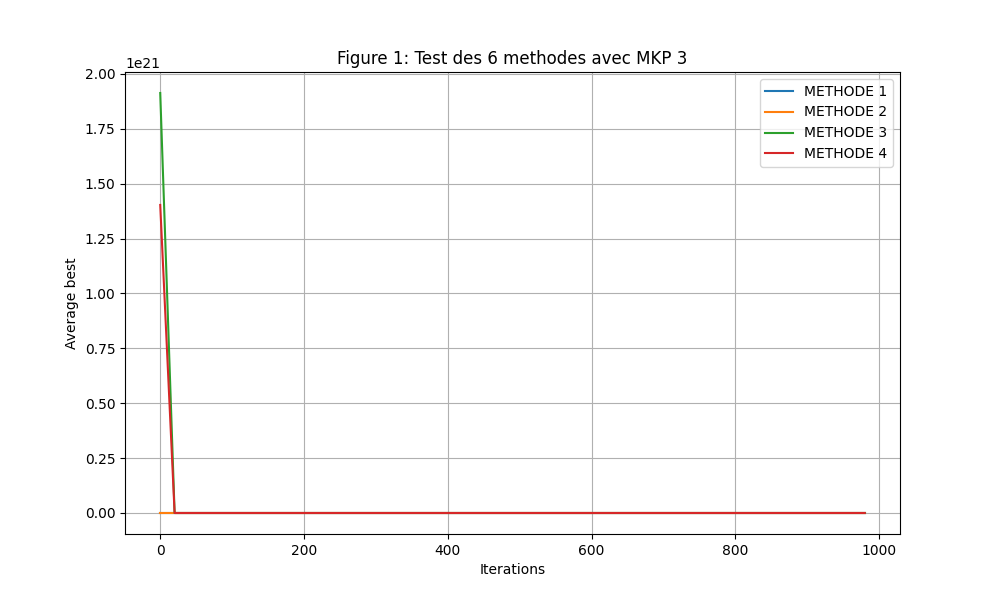 Figure 1: Test des 6 methodes avec MKP 3
1e21
2.00
1.75
1.50
1.25
1.00
0.75
0.50
0.25
0.00
Average best
METHODE 1
METHODE 2
METHODE 3
METHODE 4
0 200 400 600 800 1000
Iterations